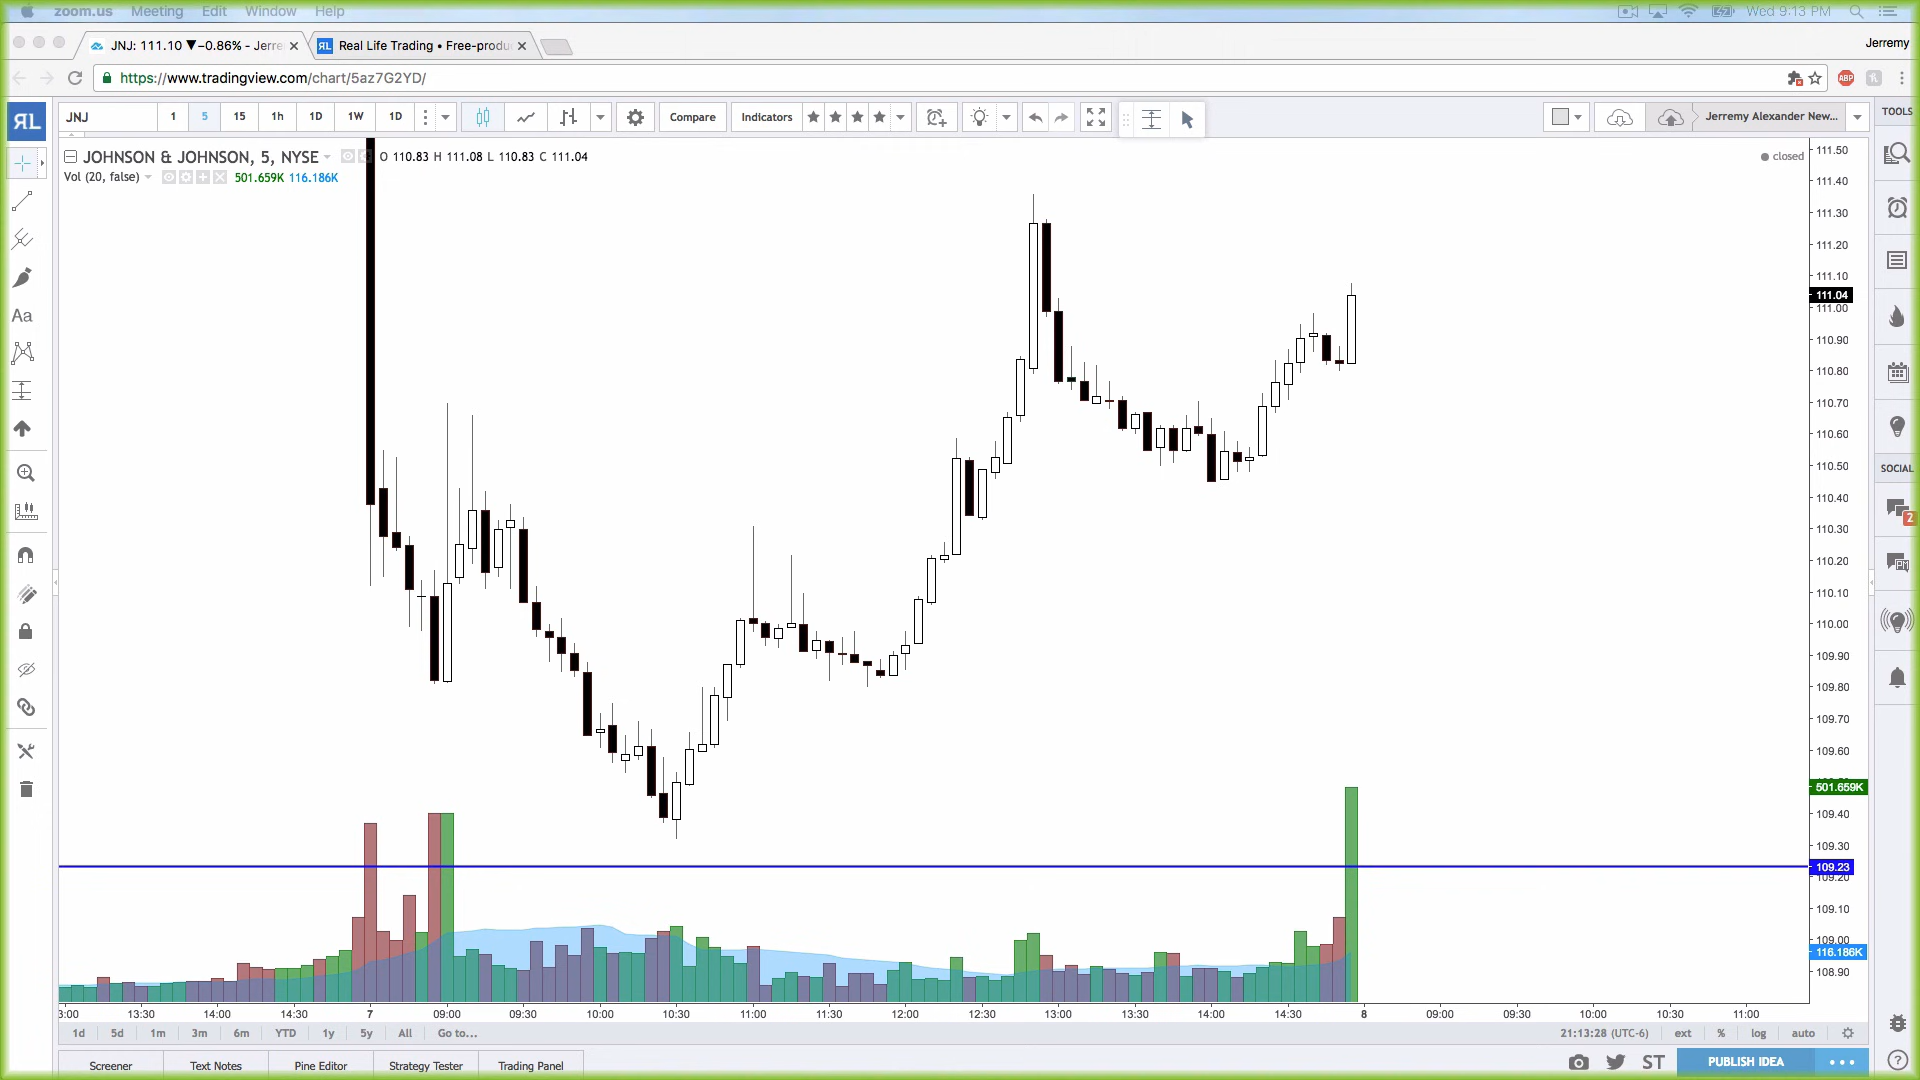 zoom.us Meeting Edit Window Help Wed 9:13 PM
JNJ: 111.10 ▼−0.86% - Jerre Real Life Trading • Free-produ Jerremy
https://www.tradingview.com/chart/5az7G2YD/ ABP
RL JNJ 1 5 15 1h 1D 1W 1D Compare Indicators Jerremy Alexander New... TOOLS
JOHNSON & JOHNSON, 5, NYSE O 110.83 H 111.08 L 110.83 C 111.04 closed
Vol (20, false) 501.659K 116.186K
Aa
111.50
111.40
111.30
111.20
111.10
111.04
111.00
110.90
110.80
110.70
110.60
110.50
110.40
110.30
110.20
110.10
110.00
109.90
109.80
109.70
109.60
501.659K
109.40
109.30
109.23
109.20
109.10
109.00
116.186K
108.90
SOCIAL
2
3:00 13:30 14:00 14:30 7 09:00 09:30 10:00 10:30 11:00 11:30 12:00 12:30 13:00 13:30 14:00 14:30 8 09:00 09:30 10:00 10:30 11:00
1d 5d 1m 3m 6m YTD 1y 5y All Go to... 21:13:28 (UTC-6) ext % log auto
Screener Text Notes Pine Editor Strategy Tester Trading Panel ST PUBLISH IDEA ...